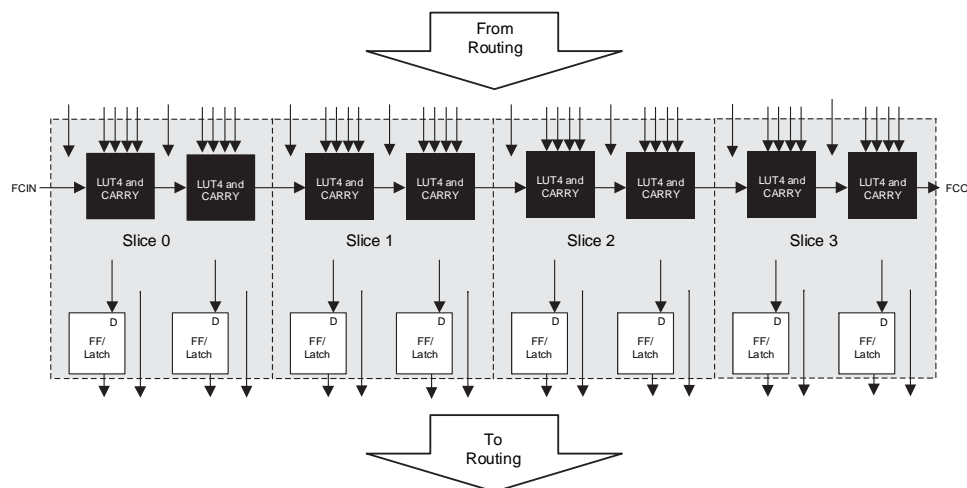 From
Routing
LUT4 and
CARRY
LUT4 and
CARRY
LUT4 and
CARRY
LUT4 and
CARRY
LUT4 and
CARRY
LUT4 and
CARRY
LUT4 and
CARRY
LUT4 and
CARRY
FCIN
FCO
Slice 0
Slice 1
Slice 2
Slice 3
D
FF/
Latch
D
FF/
Latch
D
FF/
Latch
D
FF/
Latch
D
FF/
Latch
D
FF/
Latch
D
FF/
Latch
D
FF/
Latch
To
Routing